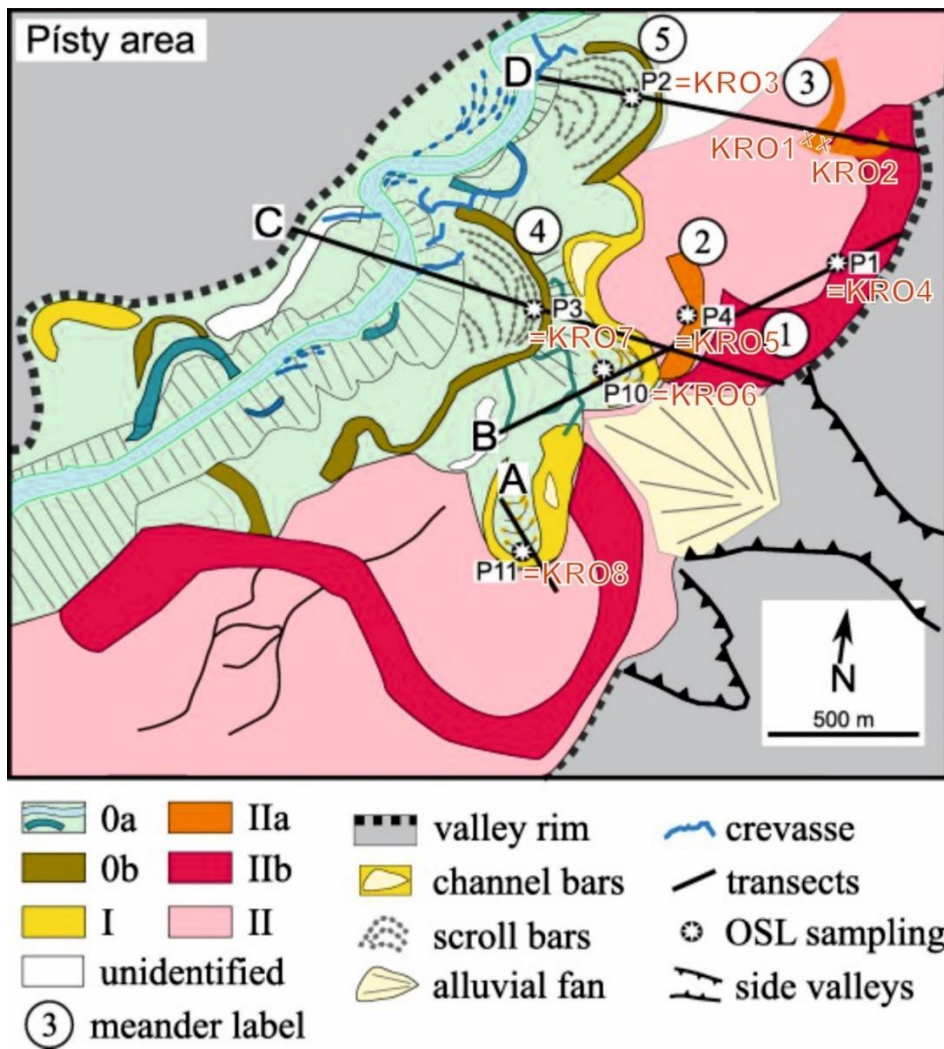 Písty area
5
D
P2=KRO3
3
KRO1 xx
KRO2
C
4
2
P1
=KRO4
P3
=KRO7
P4
=KRO5
1
P10=KRO6
B
A
P11=KRO8
N
500 m
0a
IIa
valley rim
crevasse
0b
IIb
channel bars
transects
I
II
scroll bars
OSL sampling
unidentified
alluvial fan
side valleys
3 meander label